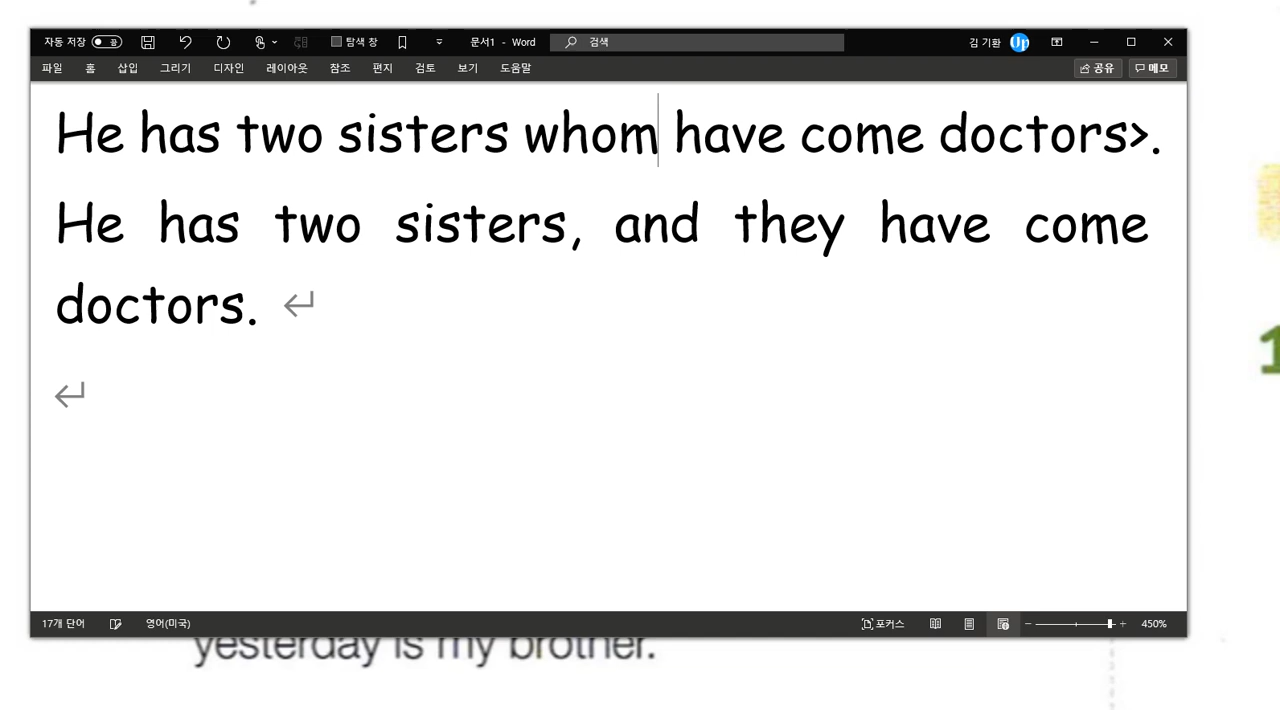 자동 저장 끔 탐색 창 문서1 - Word 검색 김 기환 Up
파일 홈 삽입 그리기 디자인 레이아웃 참조 편지 검토 보기 도움말 공유 메모
He has two sisters whom have come doctors>.
He has two sisters, and they have come
doctors.
17개 단어 영어(미국) 포커스 450%
yesterday is my brother.
1